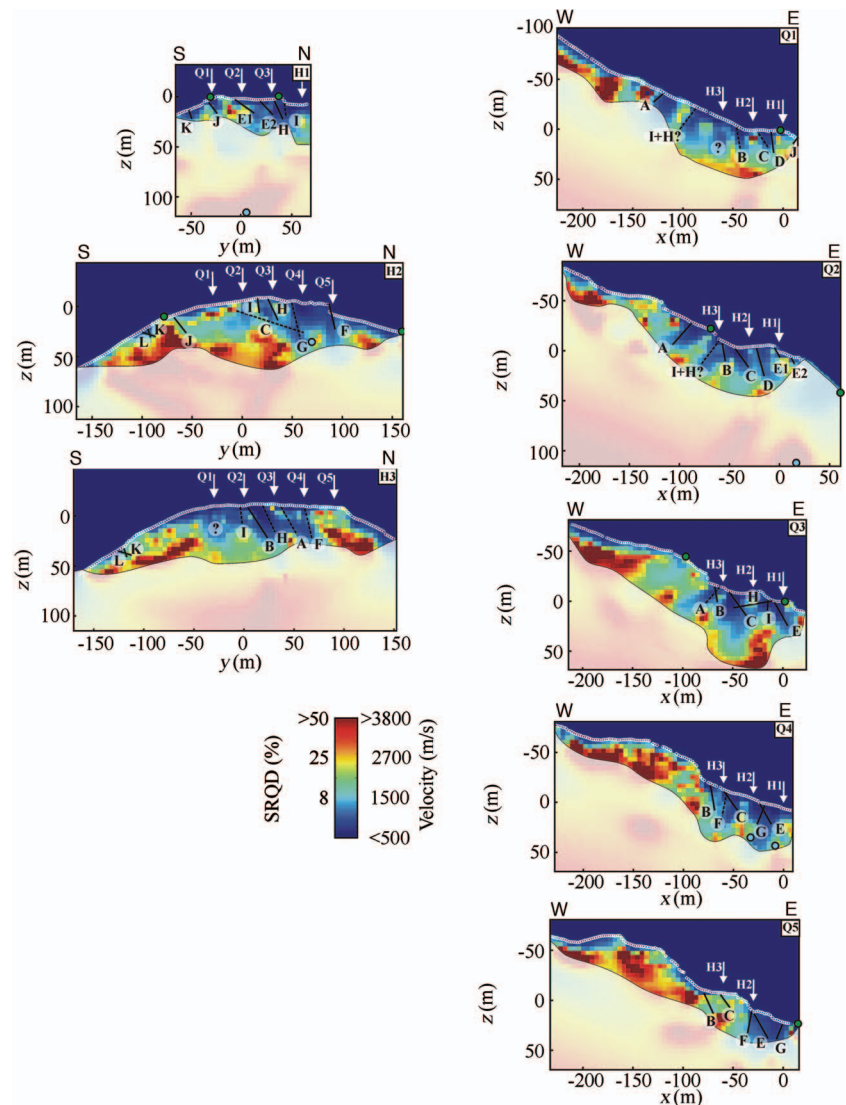 S N
Q1 Q2 Q3 H1
0
50
100
z (m)
K J E1 E2 H I
-50 0 50
y (m)
S N
Q1 Q2 Q3 Q4 Q5 H2
0
50
100
z (m)
L K J I H C G F
-150 -100 -50 0 50 100 150
y (m)
S N
Q1 Q2 Q3 Q4 Q5 H3
0
50
100
z (m)
L K ? I B H A F
-150 -100 -50 0 50 100 150
y (m)
SRQD (%)
>50 >3800
25 2700
8 1500
<500
Velocity (m/s)
W E
-100 Q1
-50
0
50
z (m)
H3 H2 H1
A I+H? ? B C D J
-200 -150 -100 -50 0
x (m)
W E
Q2
-50
0
50
100
z (m)
H3 H2 H1
A I+H? B C D E1 E2
-200 -150 -100 -50 0 50
x (m)
W E
Q3
-50
0
50
z (m)
H3 H2 H1
A B C H I E
-200 -150 -100 -50 0
x (m)
W E
Q4
-50
0
50
z (m)
H3 H2 H1
B F C G E
-200 -150 -100 -50 0
x (m)
W E
Q5
-50
0
50
z (m)
H3 H2
B C F E G
-200 -150 -100 -50 0
x (m)